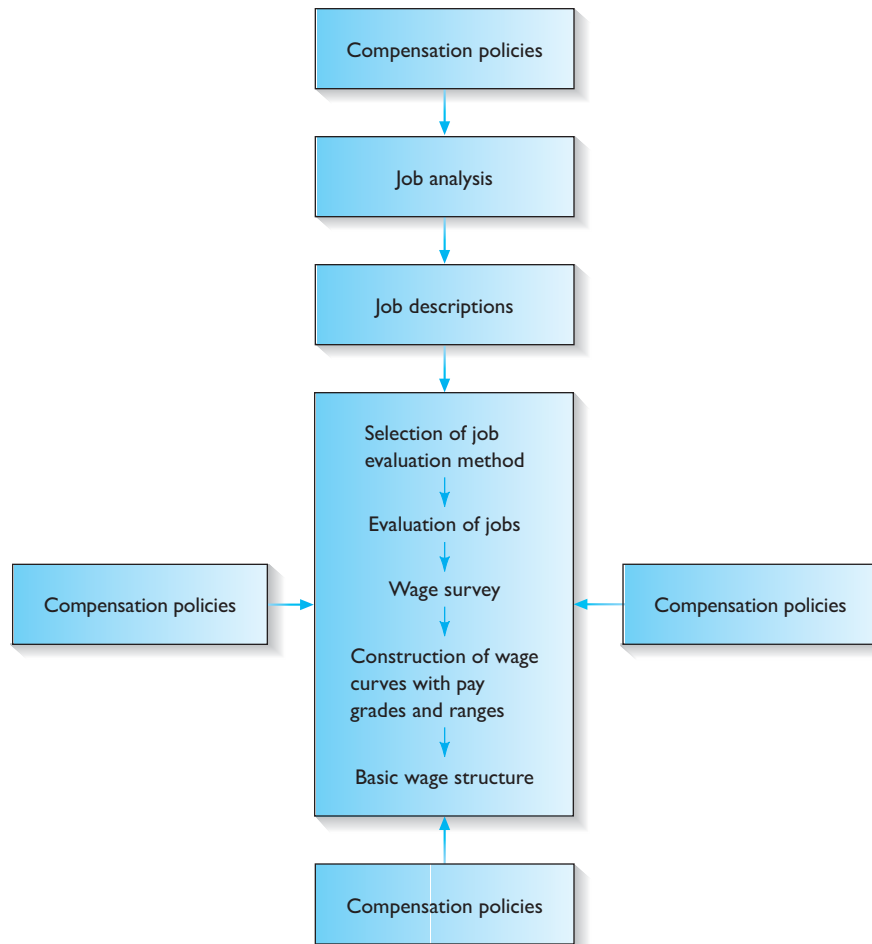 Compensation policies
Job analysis
Job descriptions
Selection of job
evaluation method
Evaluation of jobs
Wage survey
Construction of wage
curves with pay
grades and ranges
Basic wage structure
Compensation policies
Compensation policies
Compensation policies